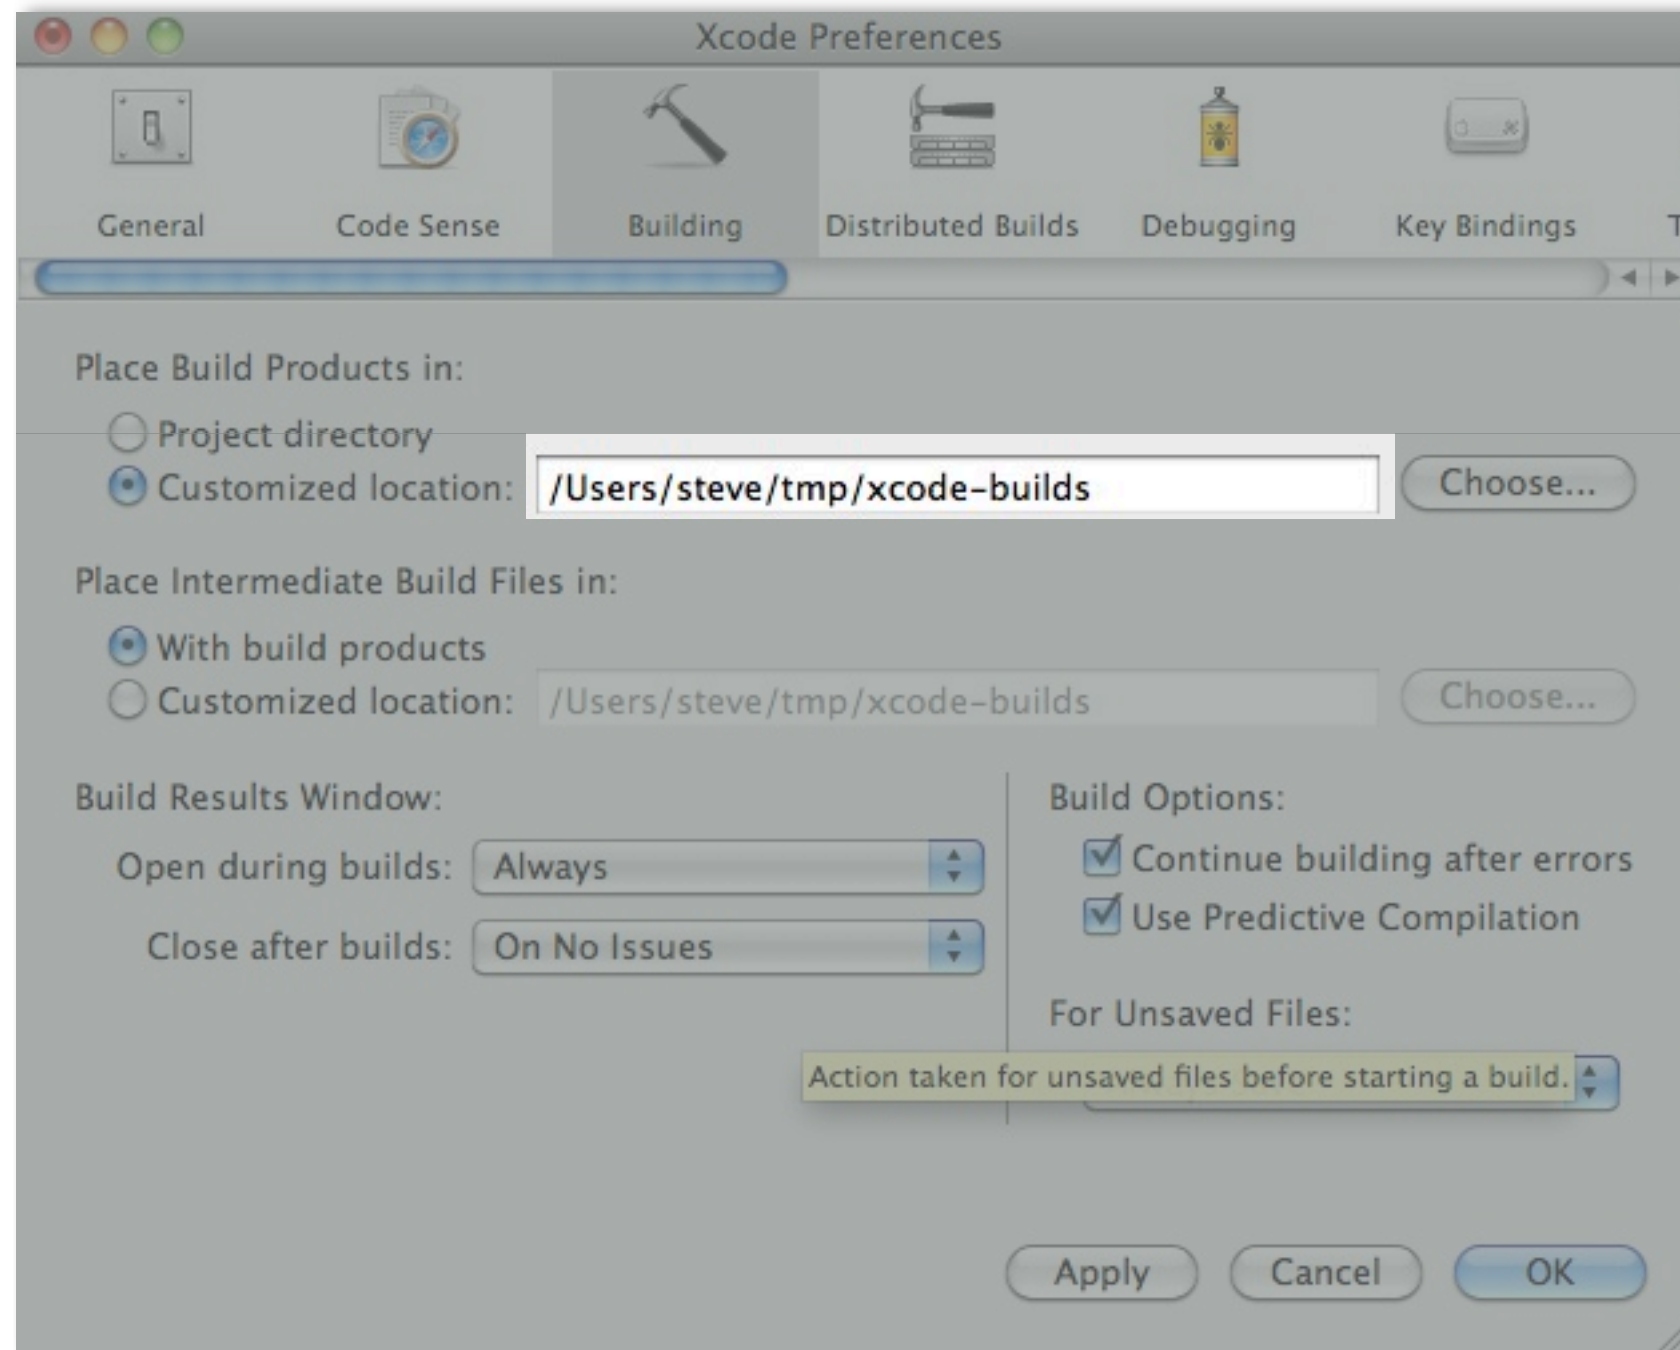 Xcode Preferences
General Code Sense Building Distributed Builds Debugging Key Bindings
Place Build Products in:
Project directory
Customized location: /Users/steve/tmp/xcode-builds Choose...
Place Intermediate Build Files in:
With build products
Customized location: /Users/steve/tmp/xcode-builds Choose...
Build Results Window:
Open during builds: Always
Close after builds: On No Issues
Build Options:
Continue building after errors
Use Predictive Compilation
For Unsaved Files:
Action taken for unsaved files before starting a build.
Apply Cancel OK